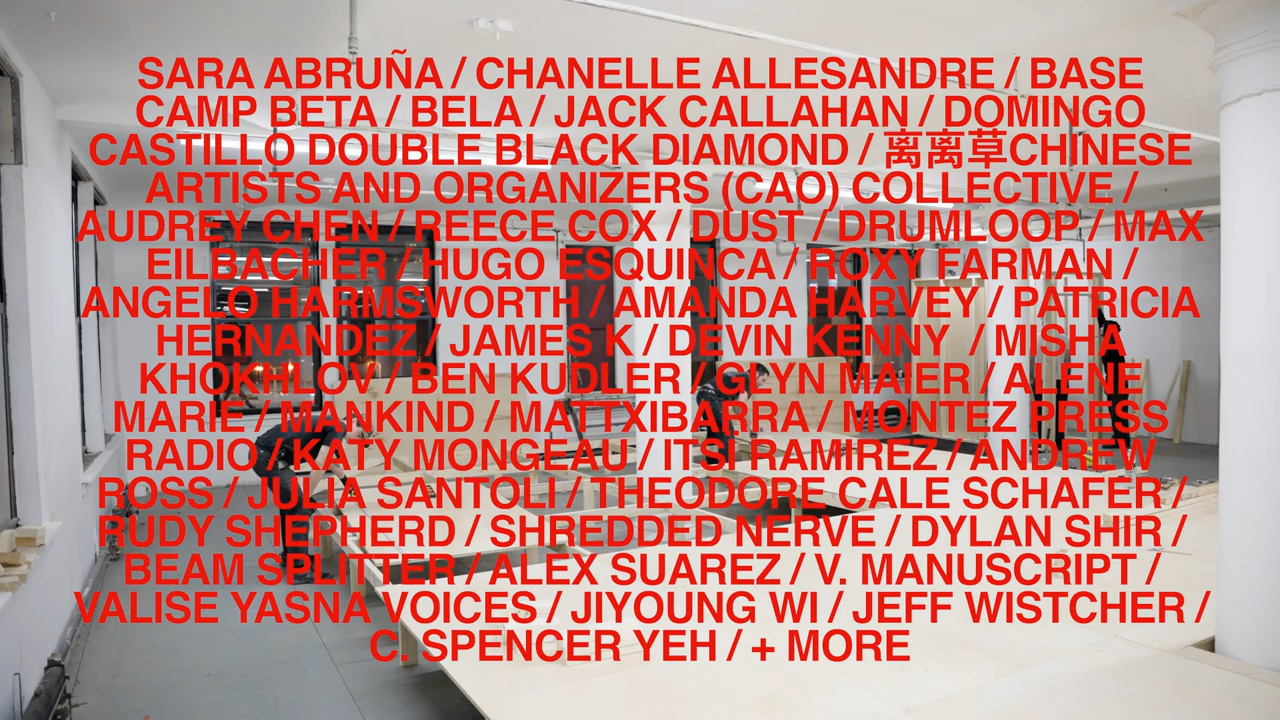 SARA ABRUÑA / CHANELLE ALLESANDRE / BASE
CAMP BETA / BELA / JACK CALLAHAN / DOMINGO
CASTILLO DOUBLE BLACK DIAMOND / 离离草CHINESE
ARTISTS AND ORGANIZERS (CAO) COLLECTIVE /
AUDREY CHEN / REECE COX / DUST / DRUMLOOP / MAX
EILBACHER / HUGO ESQUINCA / ROXY FARMAN /
ANGELO HARMSWORTH / AMANDA HARVEY / PATRICIA
HERNANDEZ / JAMES K / DEVIN KENNY / MISHA
KHOKHLOV / BEN KUDLER / GLYN MAIER / ALENE
MARIE / MANKIND / MATTXIBARRA / MONTEZ PRESS
RADIO / KATY MONGEAU / ITSI RAMIREZ / ANDREW
ROSS / JULIA SANTOLI / THEODORE CALE SCHAFER /
RUDY SHEPHERD / SHREDDED NERVE / DYLAN SHIR /
BEAM SPLITTER / ALEX SUAREZ / V. MANUSCRIPT /
VALISE YASNA VOICES / JIYOUNG WI / JEFF WISTCHER /
C. SPENCER YEH / + MORE